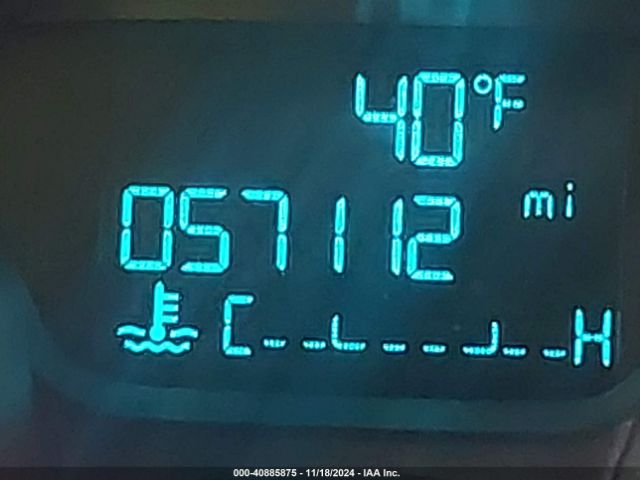 40°F
057112 mi
C H
000-40885875 - 11/18/2024 - IAA Inc.